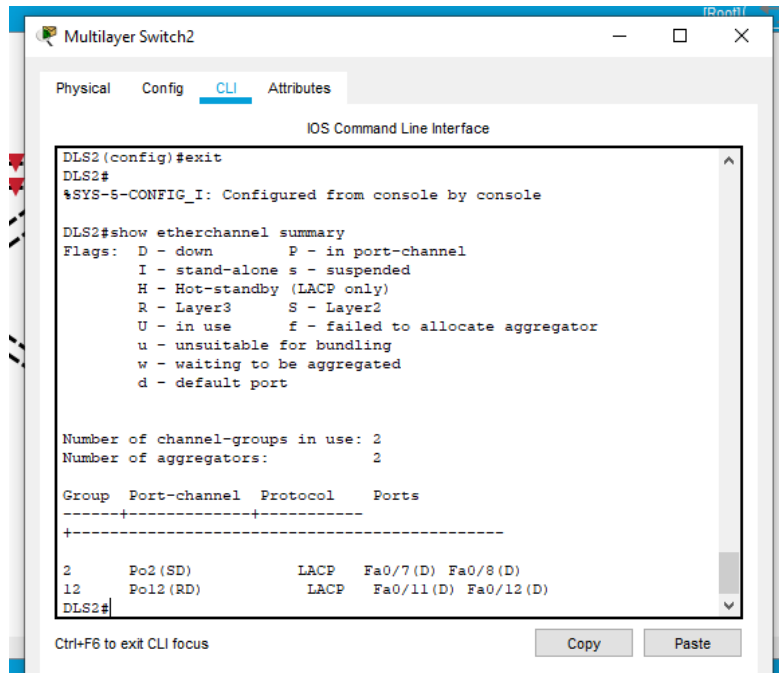 [Root](
Multilayer Switch2
Physical Config CLI Attributes
IOS Command Line Interface
DLS2(config)#exit
DLS2#
%SYS-5-CONFIG_I: Configured from console by console
DLS2#show etherchannel summary
Flags:  D - down        P - in port-channel
        I - stand-alone s - suspended
        H - Hot-standby (LACP only)
        R - Layer3      S - Layer2
        U - in use      f - failed to allocate aggregator
        u - unsuitable for bundling
        w - waiting to be aggregated
        d - default port
Number of channel-groups in use: 2
Number of aggregators:           2
Group  Port-channel  Protocol    Ports
------+-------------+-----------
+----------------------------------------------
2      Po2(SD)           LACP   Fa0/7(D) Fa0/8(D)
12     Po12(RD)           LACP   Fa0/11(D) Fa0/12(D)
DLS2#
Ctrl+F6 to exit CLI focus
Copy
Paste